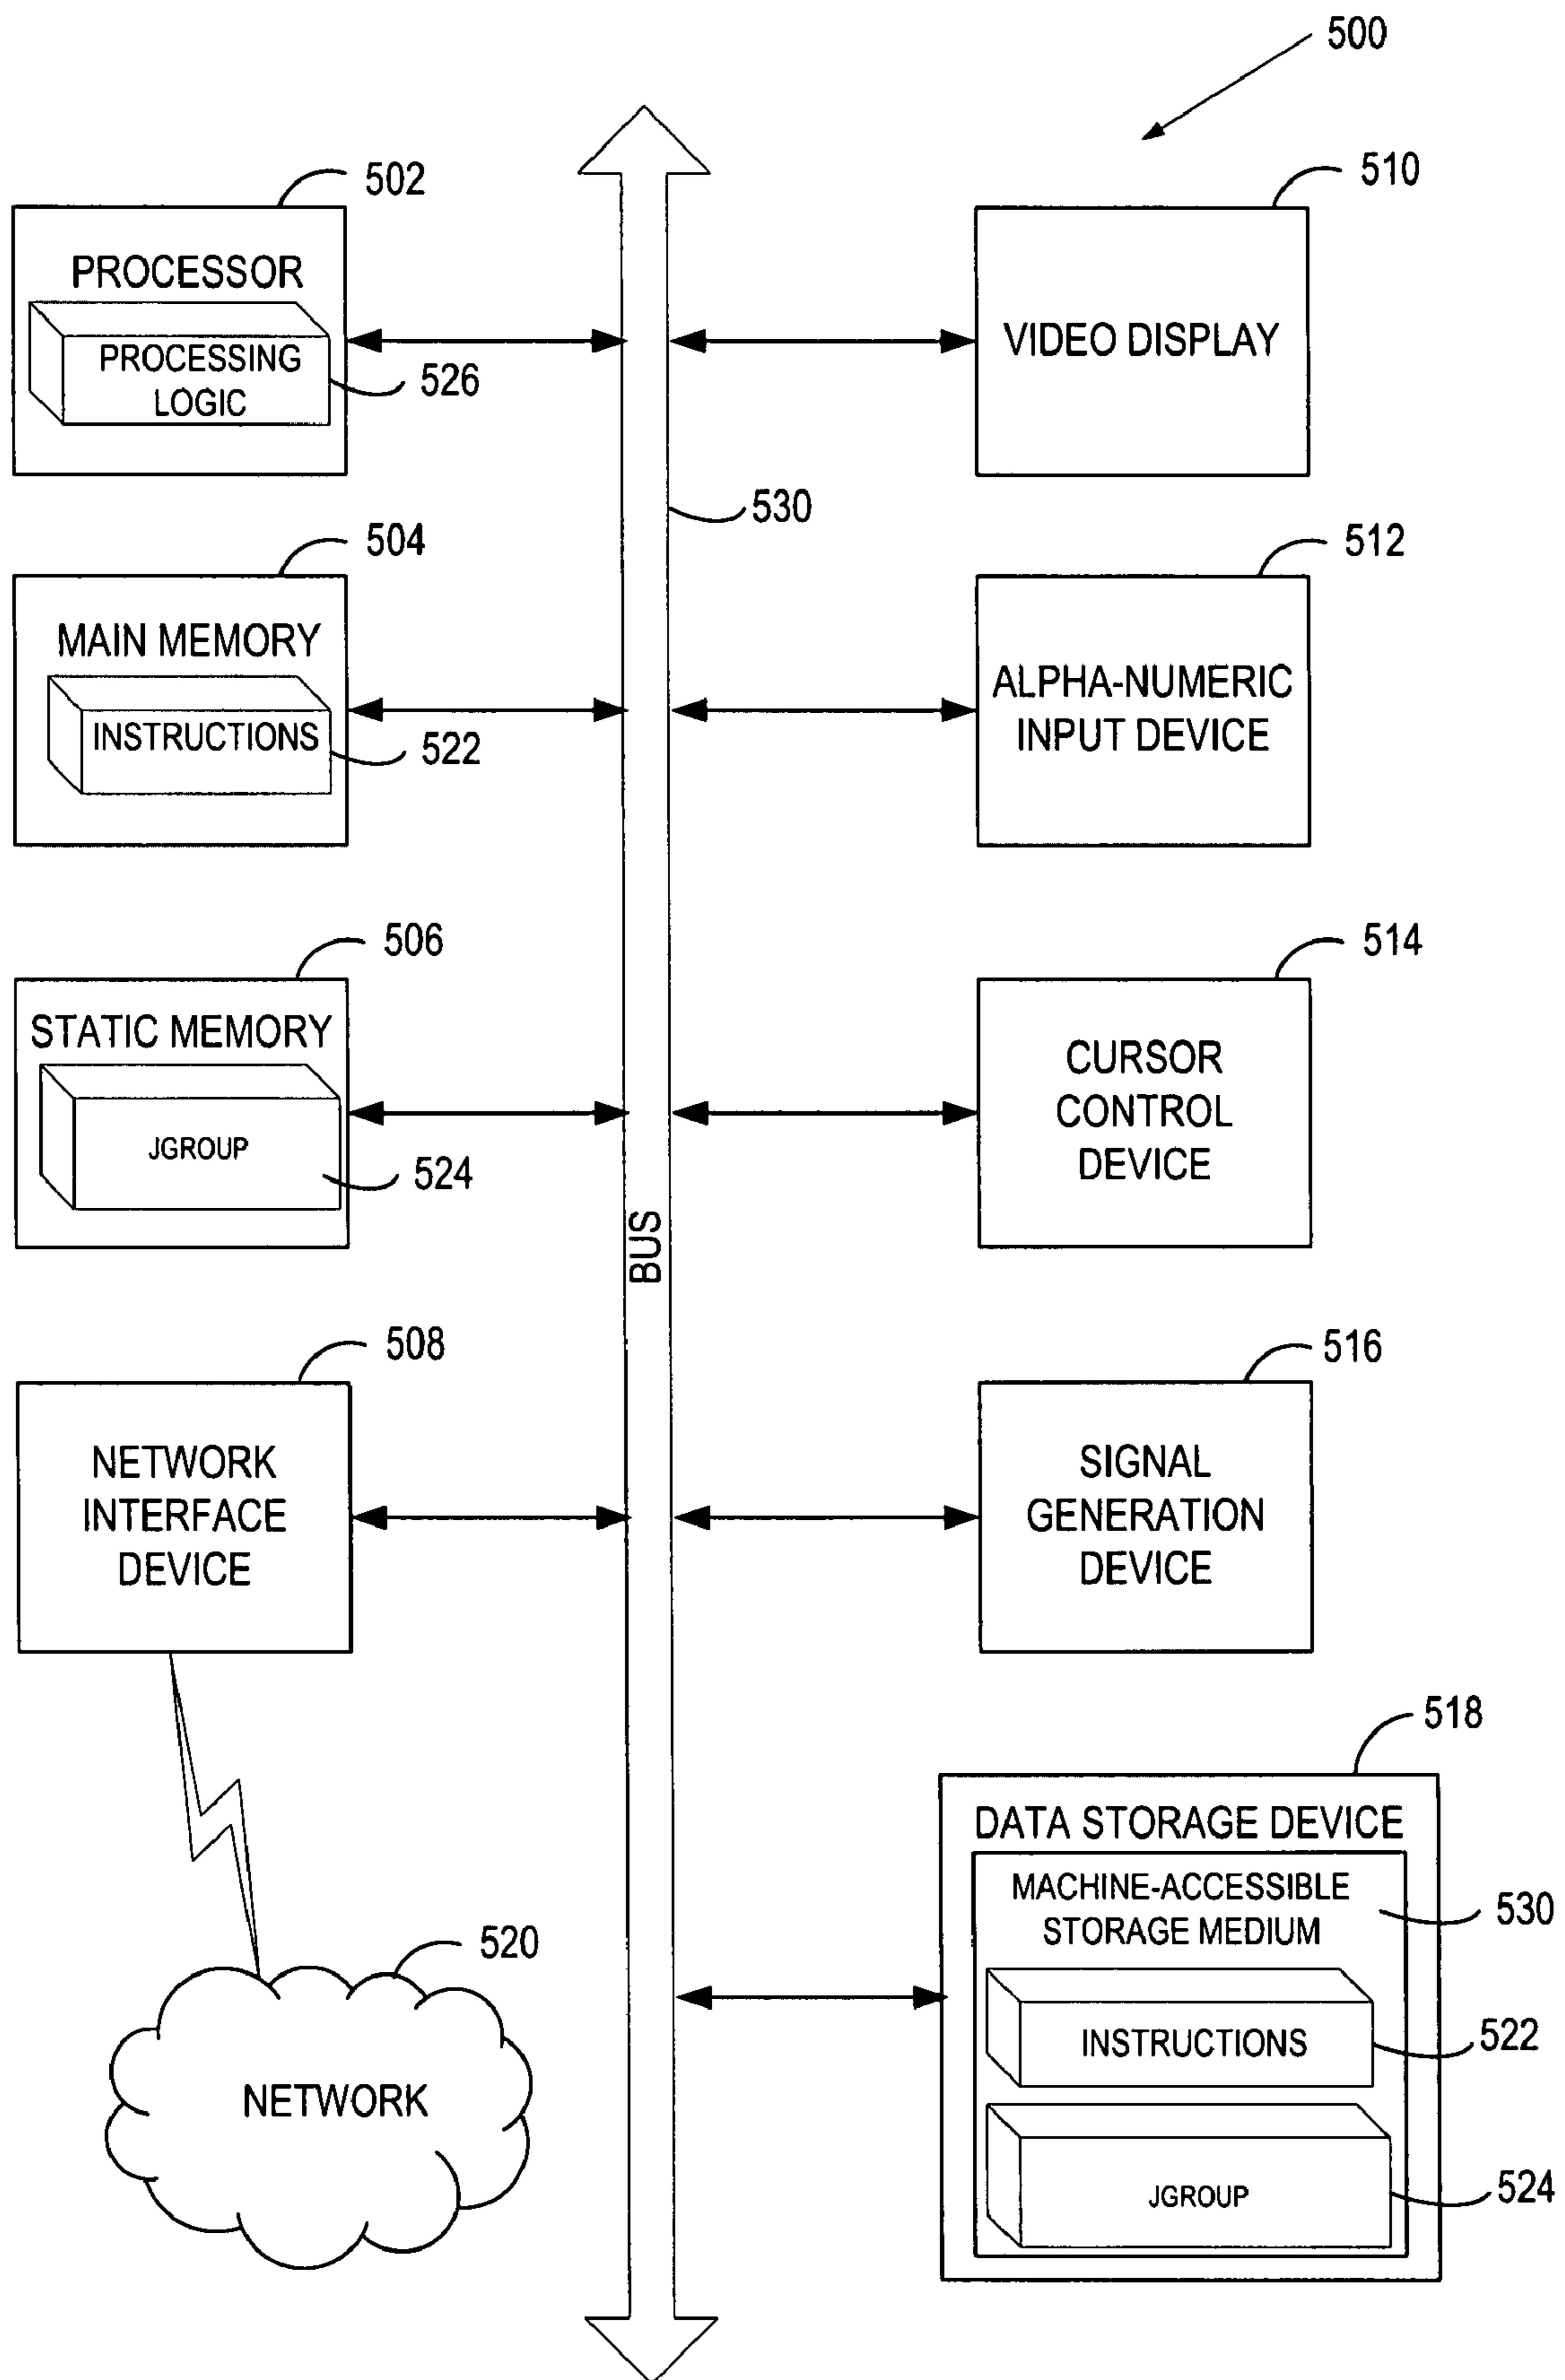 500
502
PROCESSOR
PROCESSING
LOGIC
526
510
VIDEO DISPLAY
530
504
MAIN MEMORY
INSTRUCTIONS
522
512
ALPHA-NUMERIC
INPUT DEVICE
506
STATIC MEMORY
JGROUP
524
514
CURSOR
CONTROL
DEVICE
BUS
508
NETWORK
INTERFACE
DEVICE
516
SIGNAL
GENERATION
DEVICE
520
NETWORK
518
DATA STORAGE DEVICE
MACHINE-ACCESSIBLE
STORAGE MEDIUM
530
INSTRUCTIONS
522
JGROUP
524